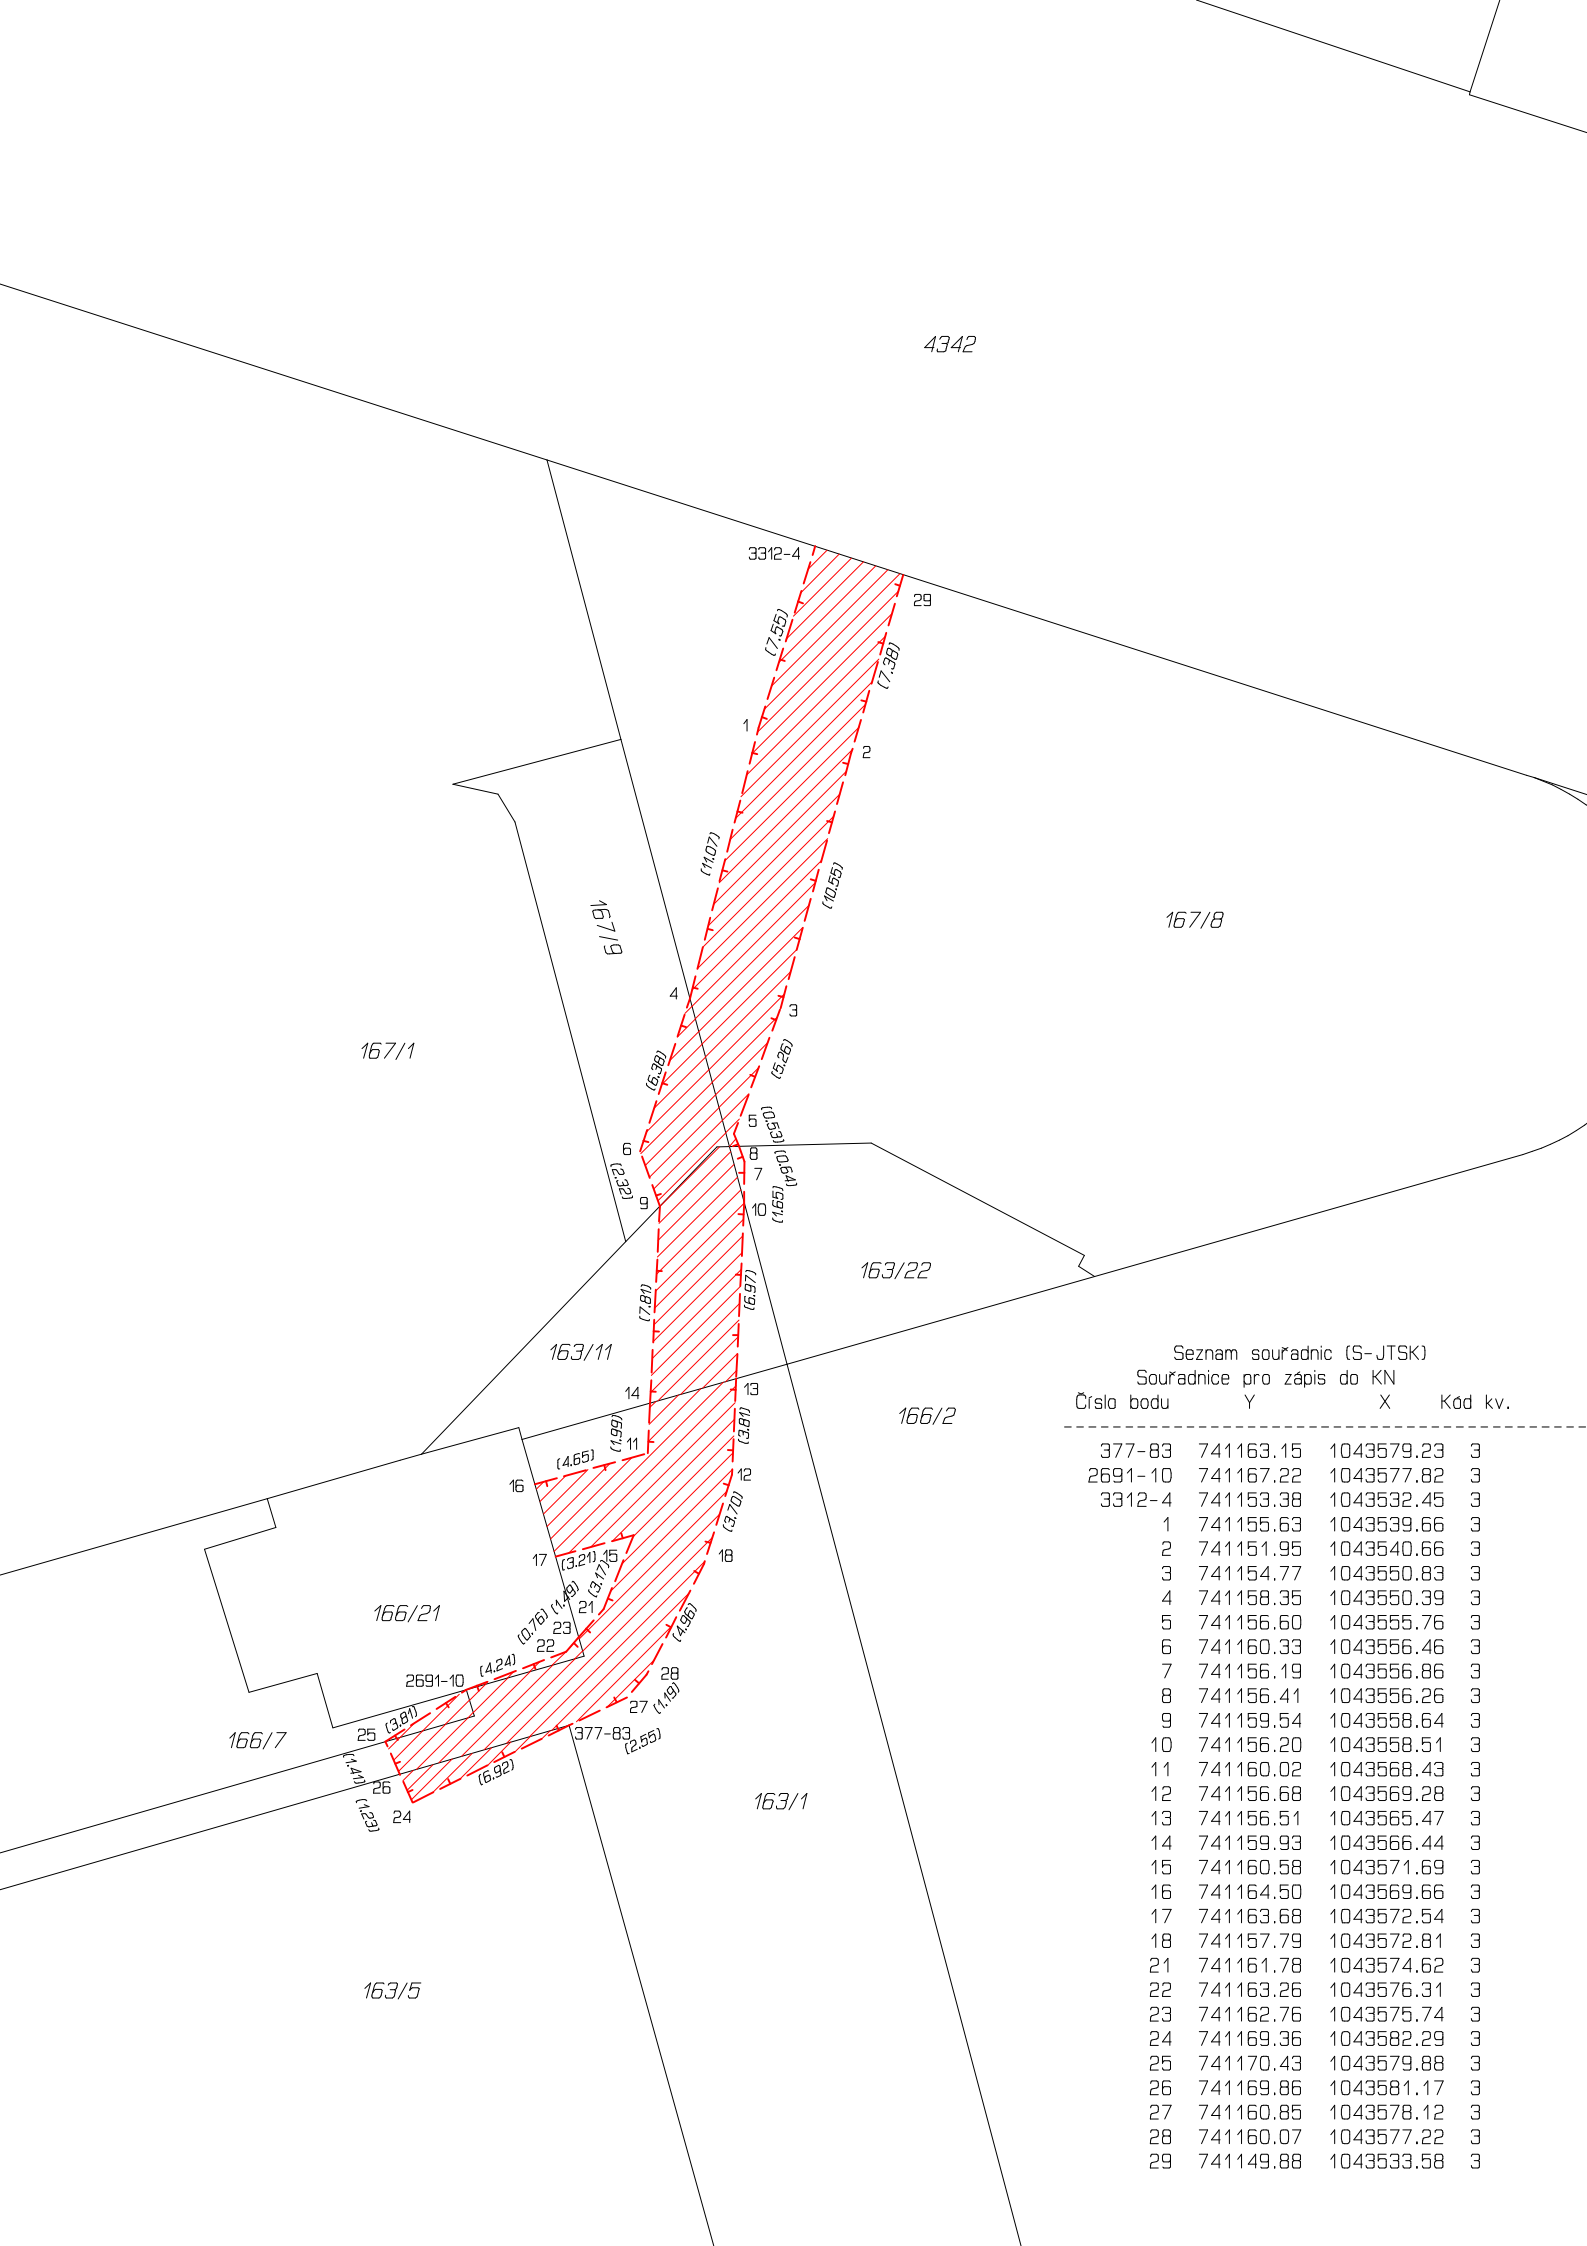 4342
3312-4
29
(7.55)
(7.38)
1
2
(11.07)
(10.55)
167/9
167/8
4
3
167/1
(6.38)
(5.26)
5
(0.53)
6
8
(0.64)
(2.32)
7
9
10
(1.65)
163/22
(7.81)
(6.97)
163/11
14
13
166/2
(1.99)
(3.81)
11
(4.65)
16
12
(3.70)
17
(3.21)
15
18
(3.17)
(1.49)
21
166/21
(0.76)
23
(4.96)
22
(4.24)
2691-10
28
(1.19)
27
(3.81)
25
377-83
166/7
(2.55)
(1.41)
26
(6.92)
(1.23)
24
163/1
163/5
Seznam souřadnic (S-JTSK)
Souřadnice pro zápis do KN
Číslo bodu Y X Kód kv.
------------------------------------------------
377-83 741163.15 1043579.23 3
2691-10 741167.22 1043577.82 3
3312-4 741153.38 1043532.45 3
1 741155.63 1043539.66 3
2 741151.95 1043540.66 3
3 741154.77 1043550.83 3
4 741158.35 1043550.39 3
5 741156.60 1043555.76 3
6 741160.33 1043556.46 3
7 741156.19 1043556.86 3
8 741156.41 1043556.26 3
9 741159.54 1043558.64 3
10 741156.20 1043558.51 3
11 741160.02 1043568.43 3
12 741156.68 1043569.28 3
13 741156.51 1043565.47 3
14 741159.93 1043566.44 3
15 741160.58 1043571.69 3
16 741164.50 1043569.66 3
17 741163.68 1043572.54 3
18 741157.79 1043572.81 3
21 741161.78 1043574.62 3
22 741163.26 1043576.31 3
23 741162.76 1043575.74 3
24 741169.36 1043582.29 3
25 741170.43 1043579.88 3
26 741169.86 1043581.17 3
27 741160.85 1043578.12 3
28 741160.07 1043577.22 3
29 741149.88 1043533.58 3